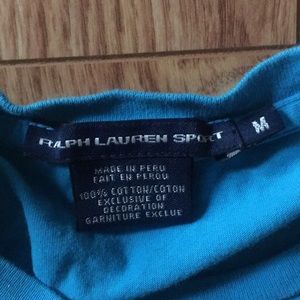 RALPH LAUREN SPORT
M
MADE IN PERU
FAIT EN PEROU
100% COTTON/COTON
EXCLUSIVE OF
DECORATION
GARNITURE EXCLUE